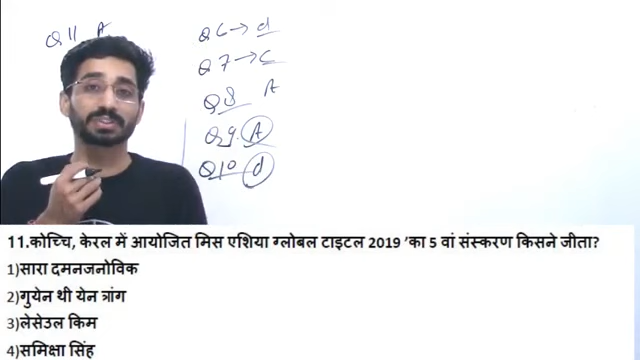 Q 11 A
Q6 → d
Q7 → C
Q8 A
Q9. A
Q10 d
11.कोच्चि, केरल में आयोजित मिस एशिया ग्लोबल टाइटल 2019 'का 5 वां संस्करण किसने जीता?
1)सारा दमनजनोविक
2)गुयेन थी येन त्रांग
3)लेसेउल किम
4)समिक्षा सिंह